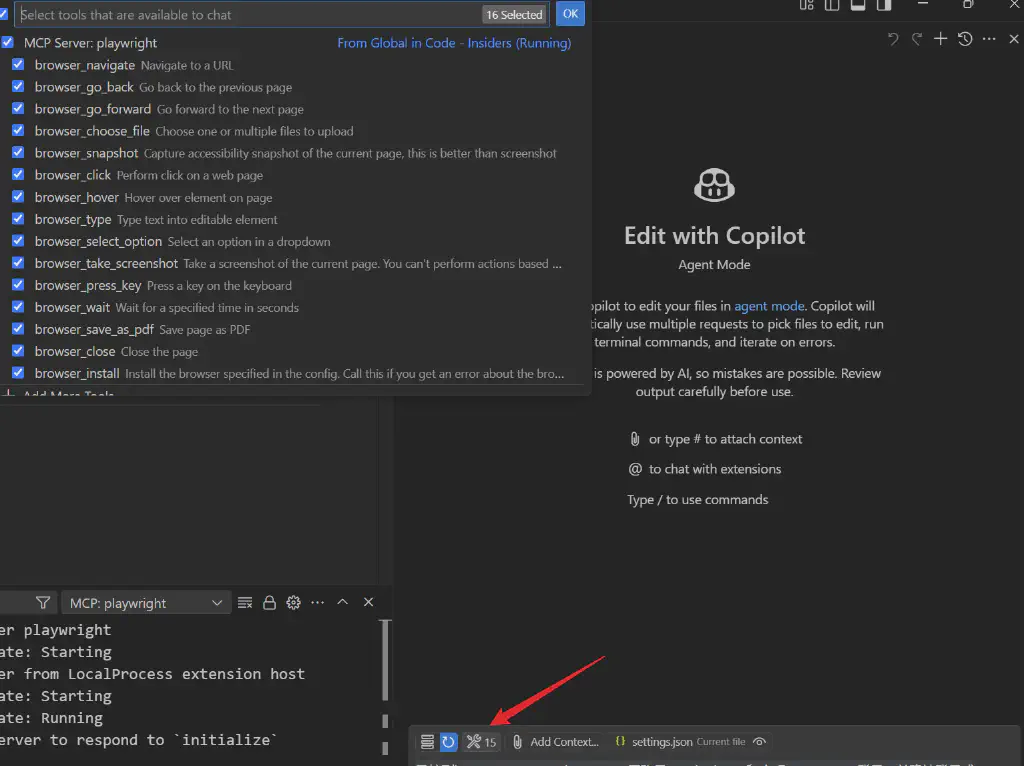 Select tools that are available to chat 16 Selected OK
MCP Server: playwright From Global in Code - Insiders (Running)
browser_navigate Navigate to a URL
browser_go_back Go back to the previous page
browser_go_forward Go forward to the next page
browser_choose_file Choose one or multiple files to upload
browser_snapshot Capture accessibility snapshot of the current page, this is better than screenshot
browser_click Perform click on a web page
browser_hover Hover over element on page
browser_type Type text into editable element
browser_select_option Select an option in a dropdown
browser_take_screenshot Take a screenshot of the current page. You can't perform actions based ...
browser_press_key Press a key on the keyboard
browser_wait Wait for a specified time in seconds
browser_save_as_pdf Save page as PDF
browser_close Close the page
browser_install Install the browser specified in the config. Call this if you get an error about the bro...
Add More Tools
Edit with Copilot
Agent Mode
opilot to edit your files in agent mode. Copilot will
tically use multiple requests to pick files to edit, run
terminal commands, and iterate on errors.
is powered by AI, so mistakes are possible. Review
output carefully before use.
or type # to attach context
@ to chat with extensions
Type / to use commands
MCP: playwright
er playwright
ate: Starting
er from LocalProcess extension host
ate: Starting
ate: Running
erver to respond to `initialize`
15 Add Context... {} settings.json Current file